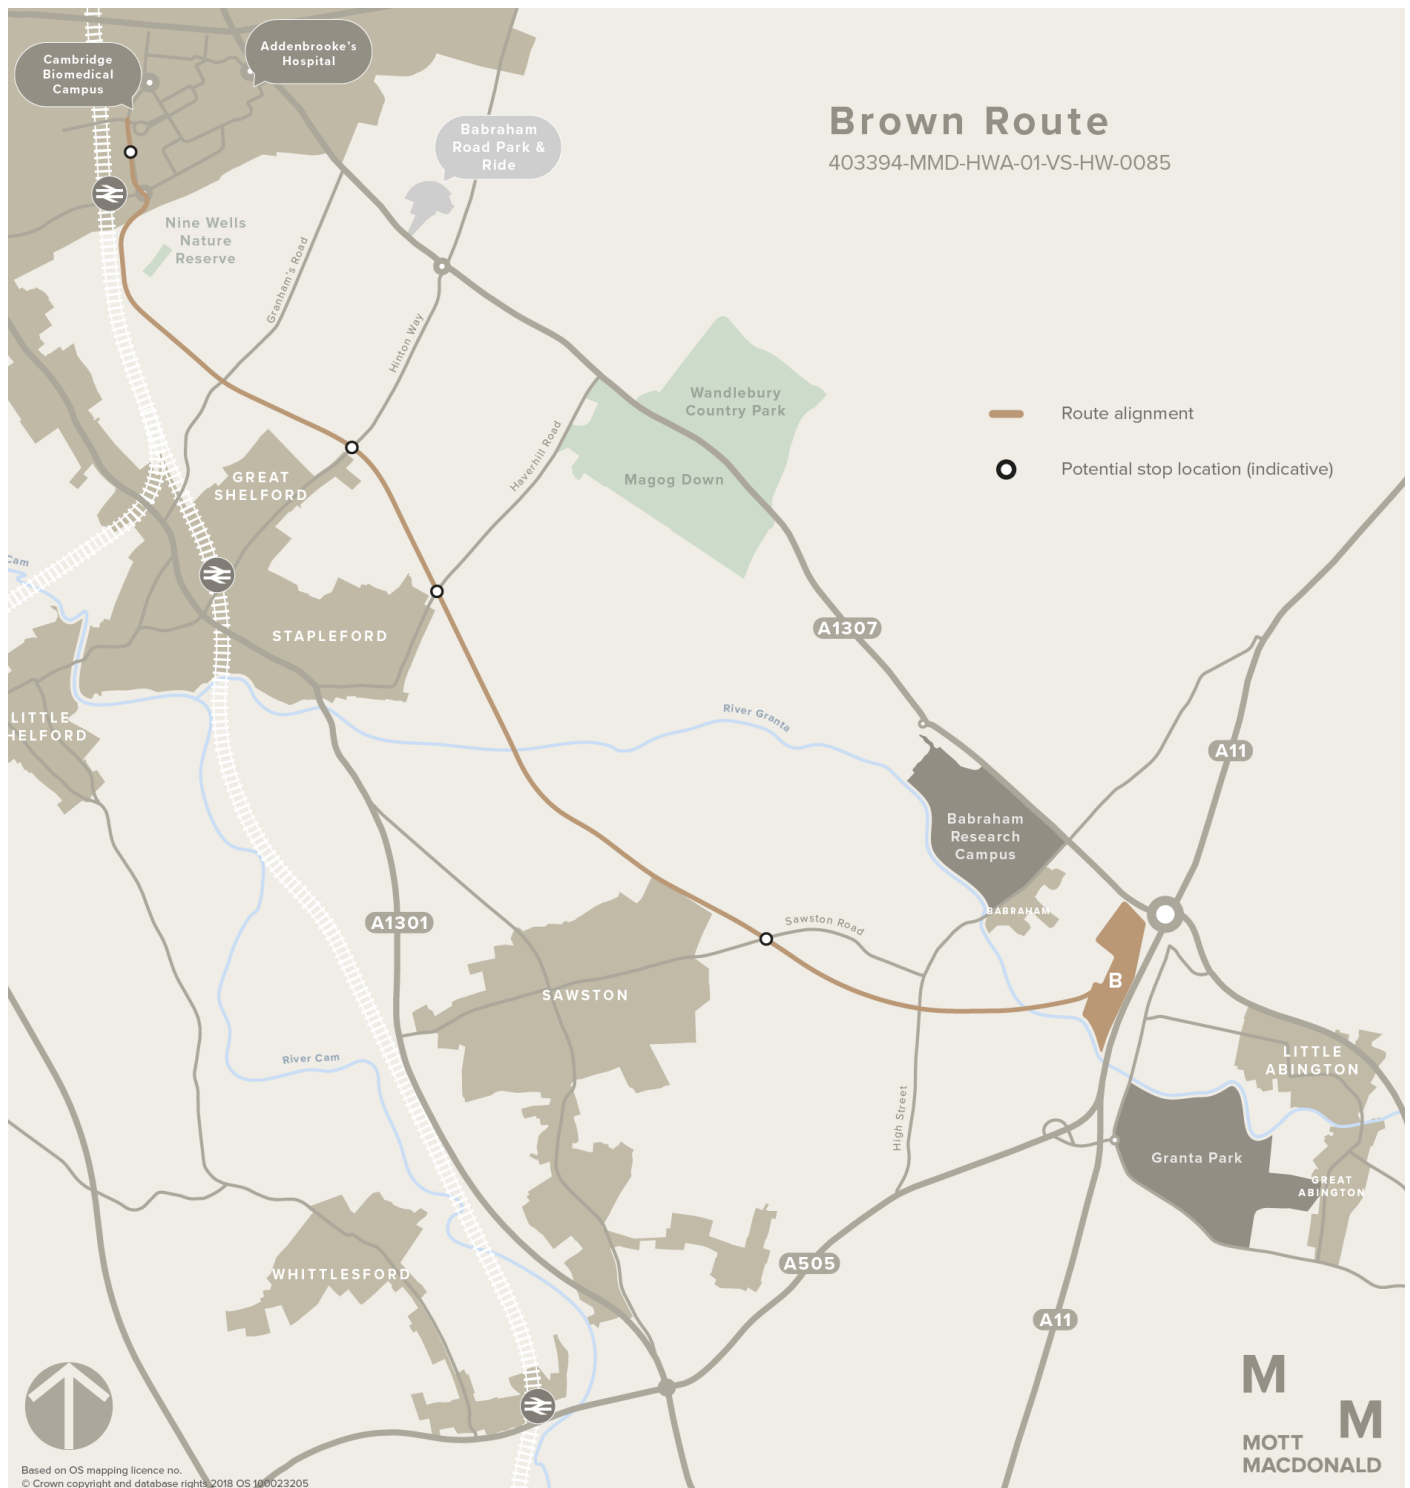 Cambridge
Biomedical
Campus
Addenbrooke's
Hospital
Babraham
Road Park &
Ride
Brown Route
403394-MMD-HWA-01-VS-HW-0085
Nine Wells
Nature
Reserve
Granham's Road
Hinton Way
Haverhill Road
Wandlebury
Country Park
Magog Down
Route alignment
Potential stop location (indicative)
GREAT
SHELFORD
Cam
STAPLEFORD
A1307
LITTLE
HELFORD
River Granta
A11
Babraham
Research
Campus
BABRAHAM
A1301
Sawston Road
SAWSTON
B
River Cam
LITTLE
ABINGTON
High Street
Granta Park
GREAT
ABINGTON
WHITTLESFORD
A505
A11
M
M
MOTT
MACDONALD
Based on OS mapping licence no.
© Crown copyright and database rights 2018 OS 100023205